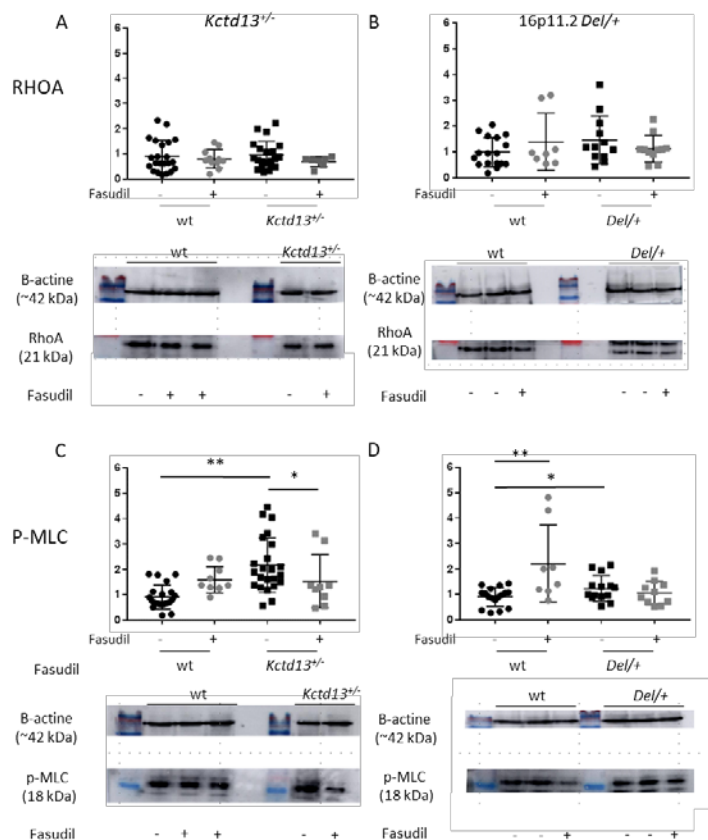 A
Kctd13+/-
B
16p11.2 Del/+
RHOA
6
5
4
3
2
1
0
6
5
4
3
2
1
0
Fasudil - + - +
Fasudil - + - +
wt Kctd13+/-
wt Del/+
wt Kctd13+/-
wt Del/+
B-actine
(~42 kDa)
B-actine
(~42 kDa)
RhoA
(21 kDa)
RhoA
(21 kDa)
Fasudil - + + - +
Fasudil - - + - - +
C
D
P-MLC
** *
**
*
6
5
4
3
2
1
0
6
5
4
3
2
1
0
Fasudil - + - +
Fasudil - + - +
Fasudil
wt Kctd13+/-
wt Del/+
wt Kctd13+/-
wt Del/+
B-actine
(~42 kDa)
B-actine
(~42 kDa)
p-MLC
(18 kDa)
p-MLC
(18 kDa)
Fasudil - + + - +
Fasudil - - + - - +